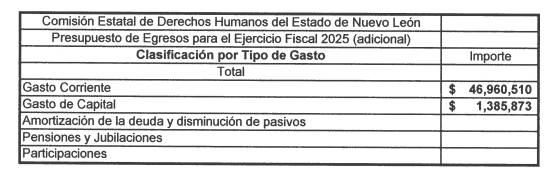 Comisión Estatal de Derechos Humanos del Estado de Nuevo León
Presupuesto de Egresos para el Ejercicio Fiscal 2025 (adicional)
Clasificación por Tipo de Gasto Importe
Total
Gasto Corriente $ 46,960,510
Gasto de Capital $ 1,385,873
Amortización de la deuda y disminución de pasivos
Pensiones y Jubilaciones
Participaciones